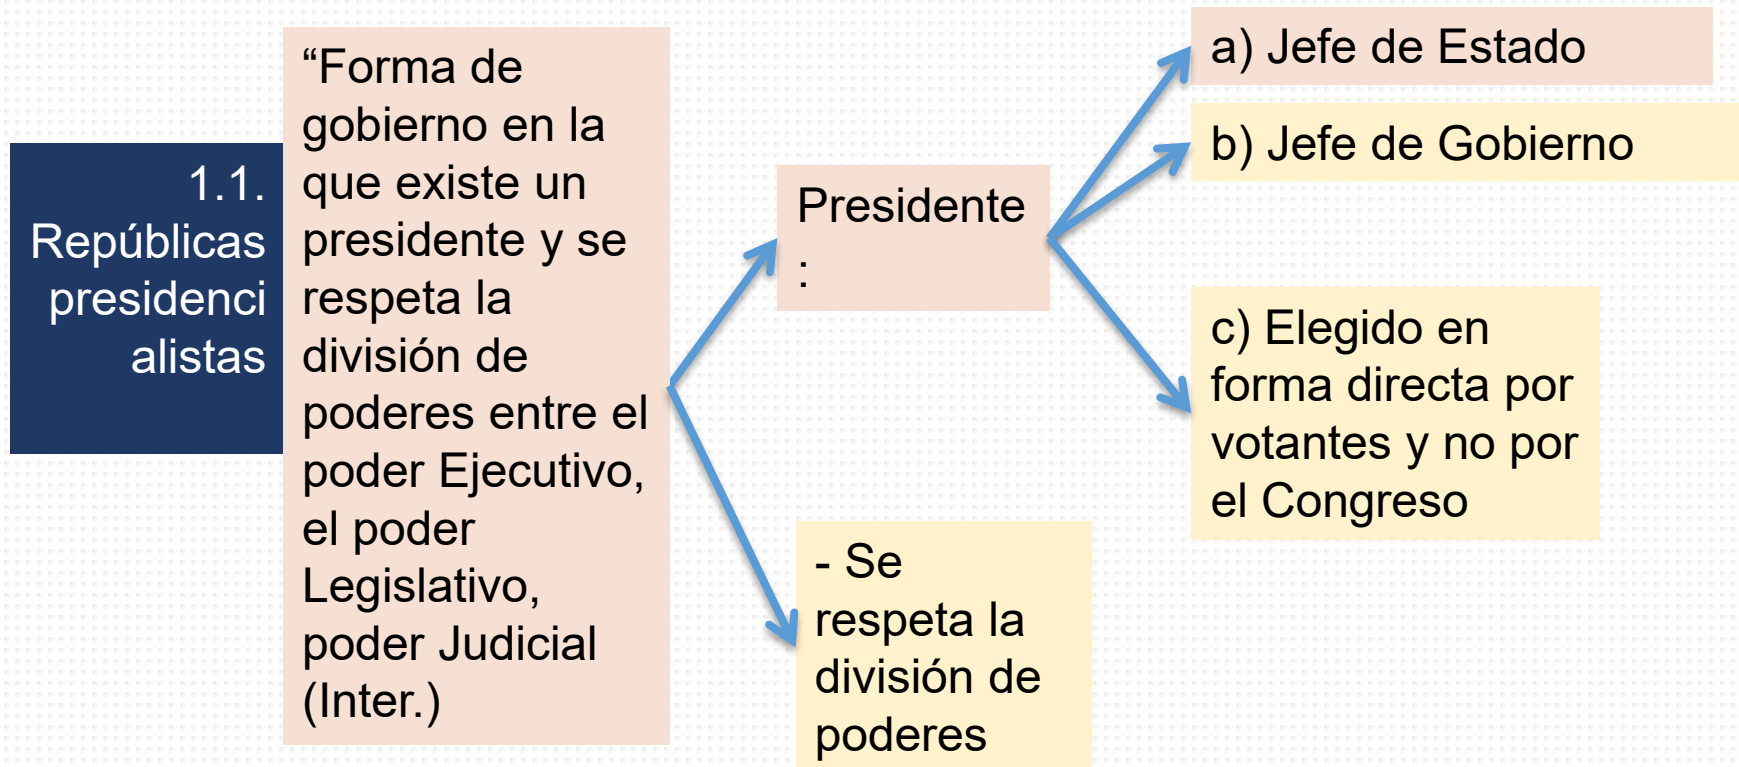 1.1.
Repúblicas
presidenci
alistas
“Forma de
gobierno en la
que existe un
presidente y se
respeta la
división de
poderes entre el
poder Ejecutivo,
el poder
Legislativo,
poder Judicial
(Inter.)
Presidente
:
a) Jefe de Estado
b) Jefe de Gobierno
c) Elegido en
forma directa por
votantes y no por
el Congreso
- Se
respeta la
división de
poderes